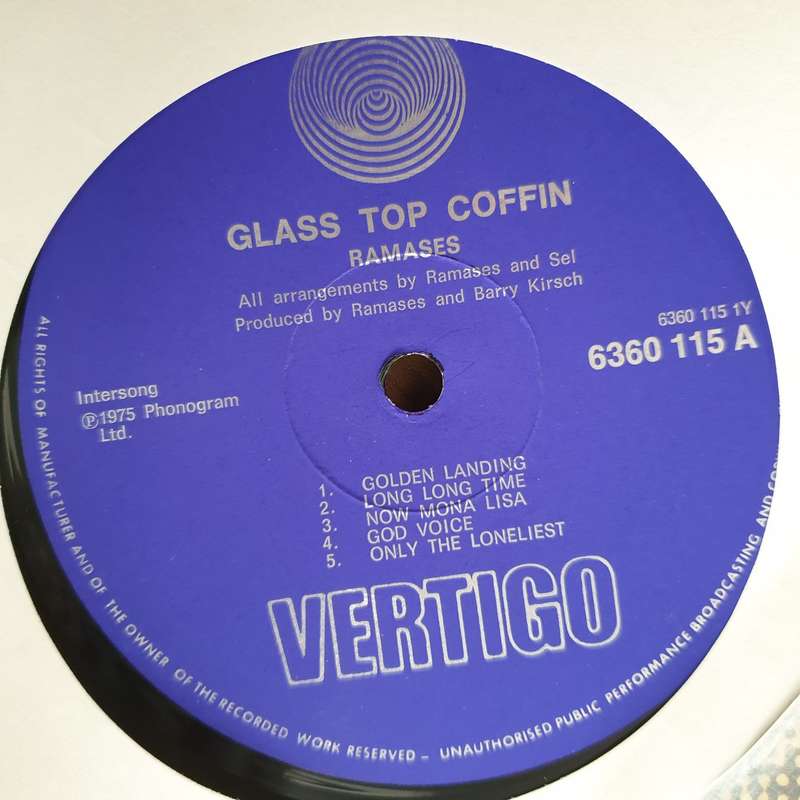 GLASS TOP COFFIN
RAMASES
All arrangements by Ramases and Sel
Produced by Ramases and Barry Kirsch
6360 115 1Y
6360 115 A
Intersong
℗1975 Phonogram
Ltd.
1. GOLDEN LANDING
2. LONG LONG TIME
3. NOW MONA LISA
4. GOD VOICE
5. ONLY THE LONELIEST
VERTIGO
ALL RIGHTS OF MANUFACTURER AND OF THE OWNER OF THE RECORDED WORK RESERVED – UNAUTHORISED PUBLIC PERFORMANCE BROADCASTING AND